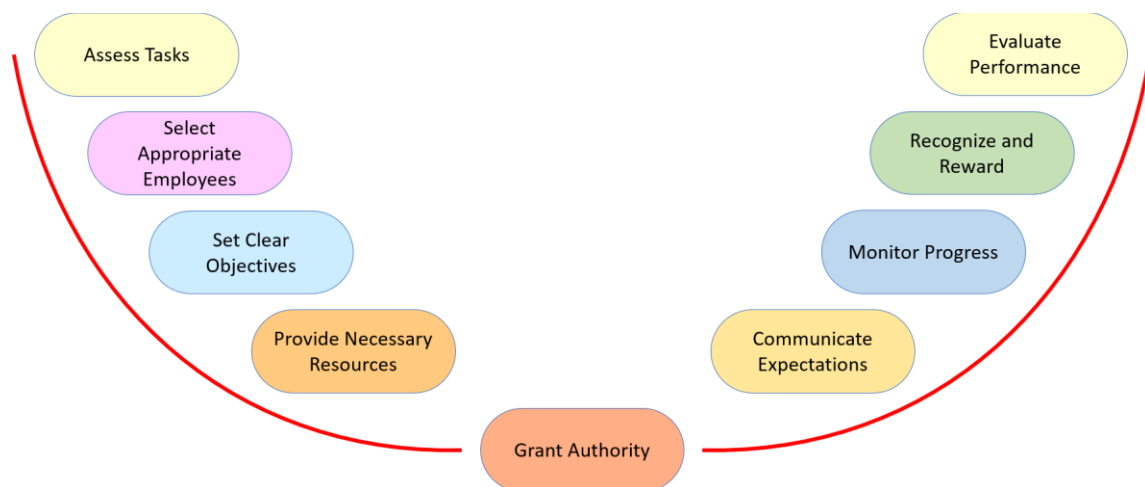 Assess Tasks
Select
Appropriate
Employees
Set Clear
Objectives
Provide Necessary
Resources
Grant Authority
Communicate
Expectations
Monitor Progress
Recognize and
Reward
Evaluate
Performance